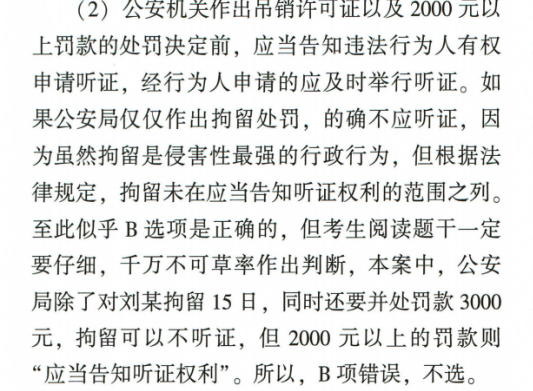 （2）公安机关作出吊销许可证以及 2000 元以
上罚款的处罚决定前，应当告知违法行为人有权
申请听证，经行为人申请的应及时举行听证。如
果公安局仅仅作出拘留处罚，的确不应听证，因
为虽然拘留是侵害性最强的行政行为，但根据法
律规定，拘留未在应当告知听证权利的范围之列。
至此似乎 B 选项是正确的，但考生阅读题干一定
要仔细，千万不可草率作出判断，本案中，公安
局除了对刘某拘留 15 日，同时还要并处罚款 3000
元，拘留可以不听证，但 2000 元以上的罚款则
“应当告知听证权利”。所以，B 项错误，不选。